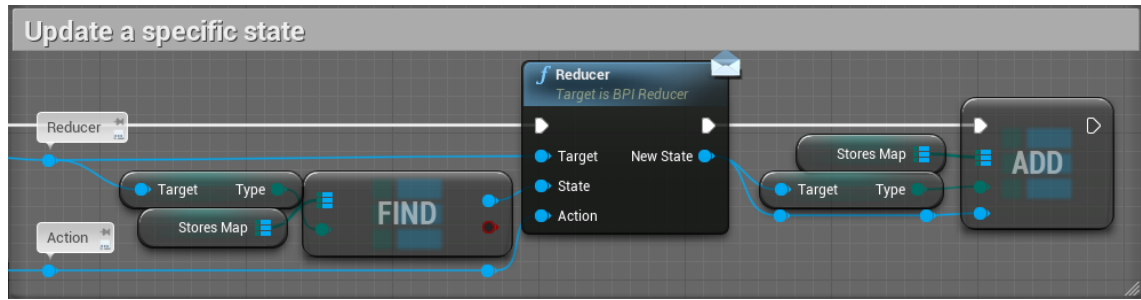 Update a specific state
Reducer
Target Type
Stores Map
FIND
Action
f Reducer
Target is BPI Reducer
Target New State
State
Action
Stores Map
Target Type
ADD